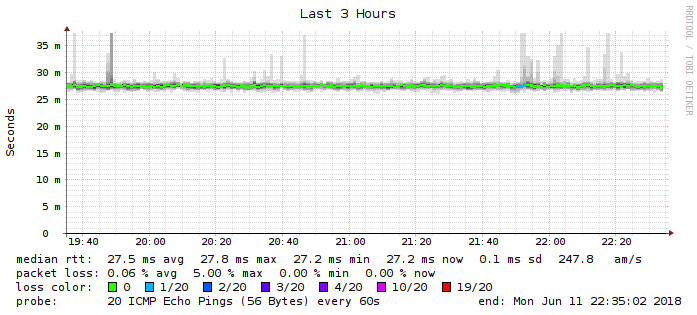 Last 3 Hours
RRDTOOL / TOBI OETIKER
Seconds
35 m
30 m
25 m
20 m
15 m
10 m
5 m
0
19:40 20:00 20:20 20:40 21:00 21:20 21:40 22:00 22:20
median rtt: 27.5 ms avg 27.8 ms max 27.2 ms min 27.2 ms now 0.1 ms sd 247.8 am/s
packet loss: 0.06 % avg 5.00 % max 0.00 % min 0.00 % now
loss color: 0 1/20 2/20 3/20 4/20 10/20 19/20
probe: 20 ICMP Echo Pings (56 Bytes) every 60s end: Mon Jun 11 22:35:02 2018